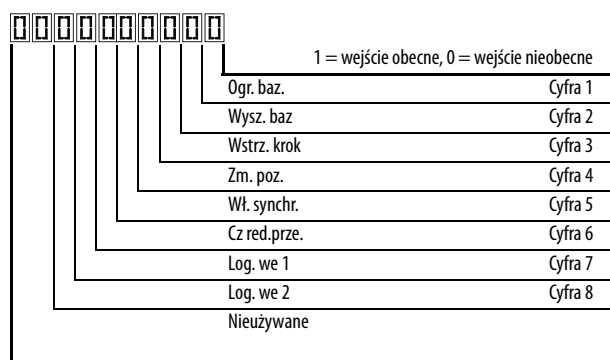 000000000
1 = wejście obecne, 0 = wejście nieobecne
Ogr. baz. Cyfra 1
Wysz. baz Cyfra 2
Wstrz. krok Cyfra 3
Zm. poz. Cyfra 4
Wł. synchr. Cyfra 5
Cz red.prze. Cyfra 6
Log. we 1 Cyfra 7
Log. we 2 Cyfra 8
Nieużywane